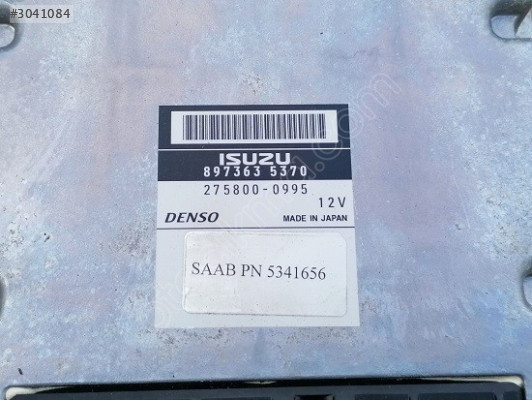 #3041084
ISUZU
897363 5370
275800-0995
12V
DENSO MADE IN JAPAN
SAAB PN 5341656